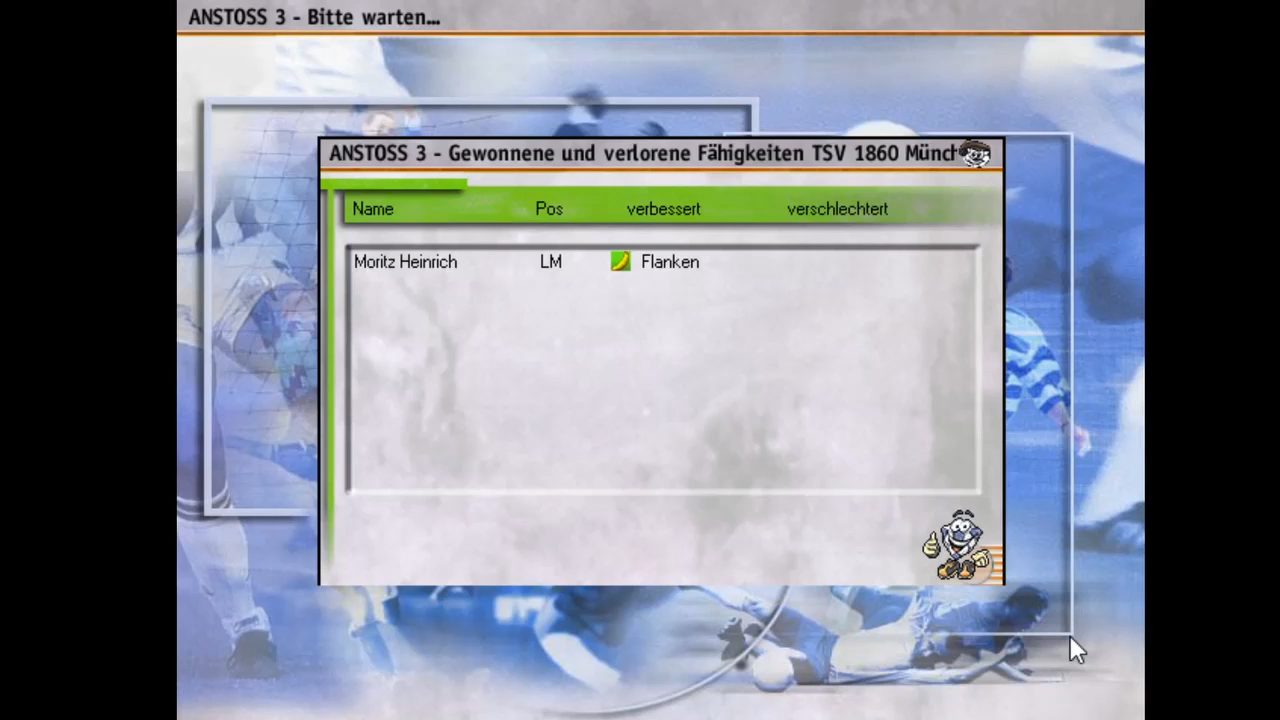 ANSTOSS 3 - Bitte warten...
ANSTOSS 3 - Gewonnene und verlorene Fähigkeiten TSV 1860 Münch
Name Pos verbessert verschlechtert
Moritz Heinrich LM Flanken